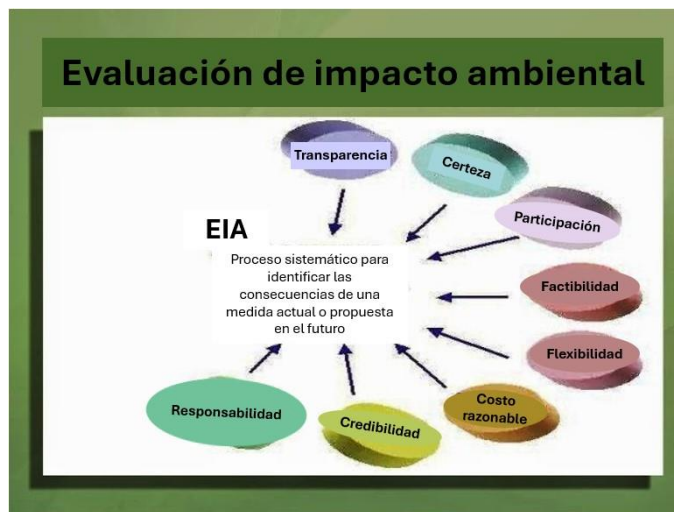 Evaluación de impacto ambiental
Transparencia
Certeza
Participación
EIA
Proceso sistemático para
identificar las
consecuencias de una
medida actual o propuesta
en el futuro
Factibilidad
Flexibilidad
Costo
razonable
Credibilidad
Responsabilidad